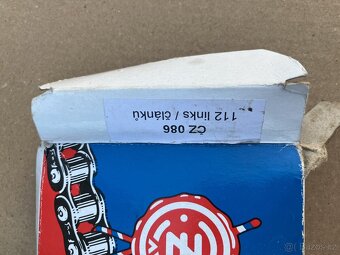 ČZ 086
112 links / článků